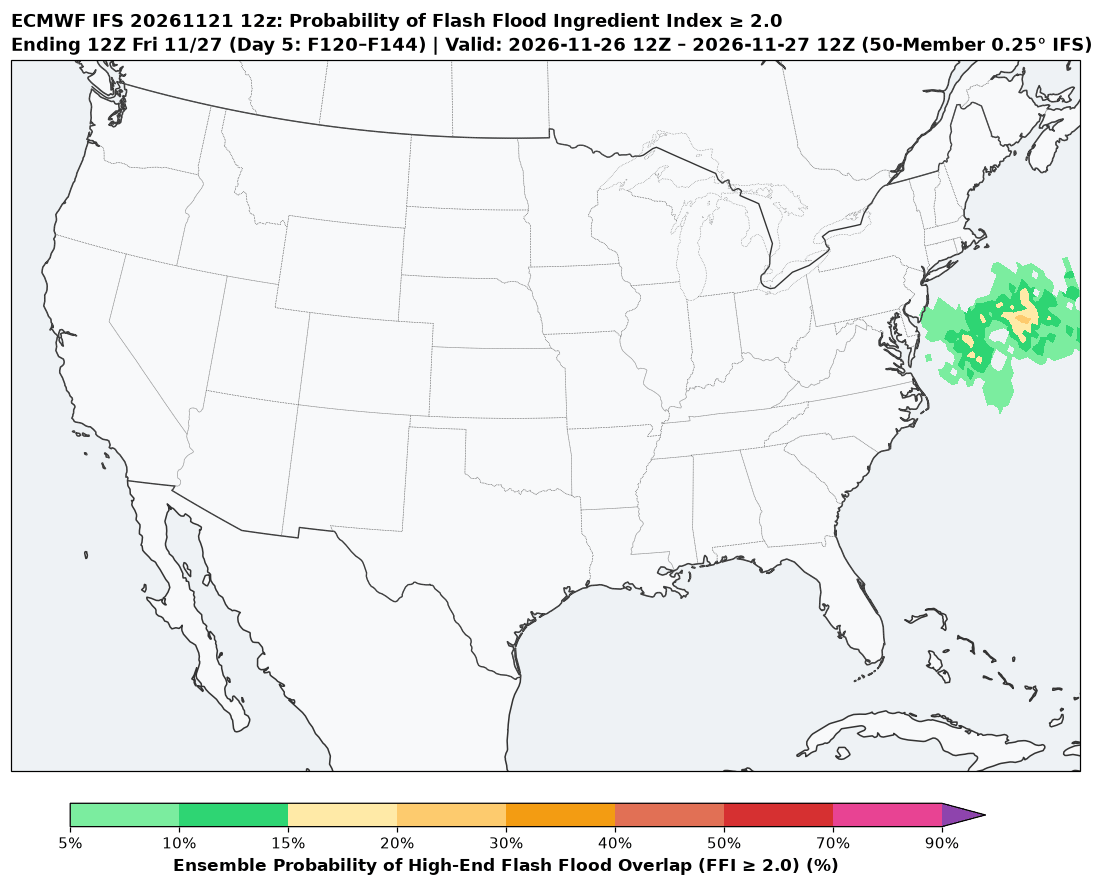 ECMWF IFS 20261121 12z: Probability of Flash Flood Ingredient Index ≥ 2.0
Ending 12Z Fri 11/27 (Day 5: F120–F144) | Valid: 2026-11-26 12Z – 2026-11-27 12Z (50-Member 0.25° IFS)
5% 10% 15% 20% 30% 40% 50% 70% 90%
Ensemble Probability of High-End Flash Flood Overlap (FFI ≥ 2.0) (%)